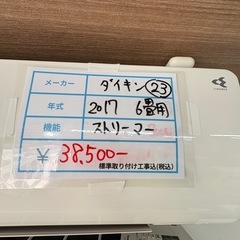 メーカー ダイキン ㉓
年式 2017 6畳用
機能 ストリーマー
¥ 38,500-
標準取り付け工事込(税込)